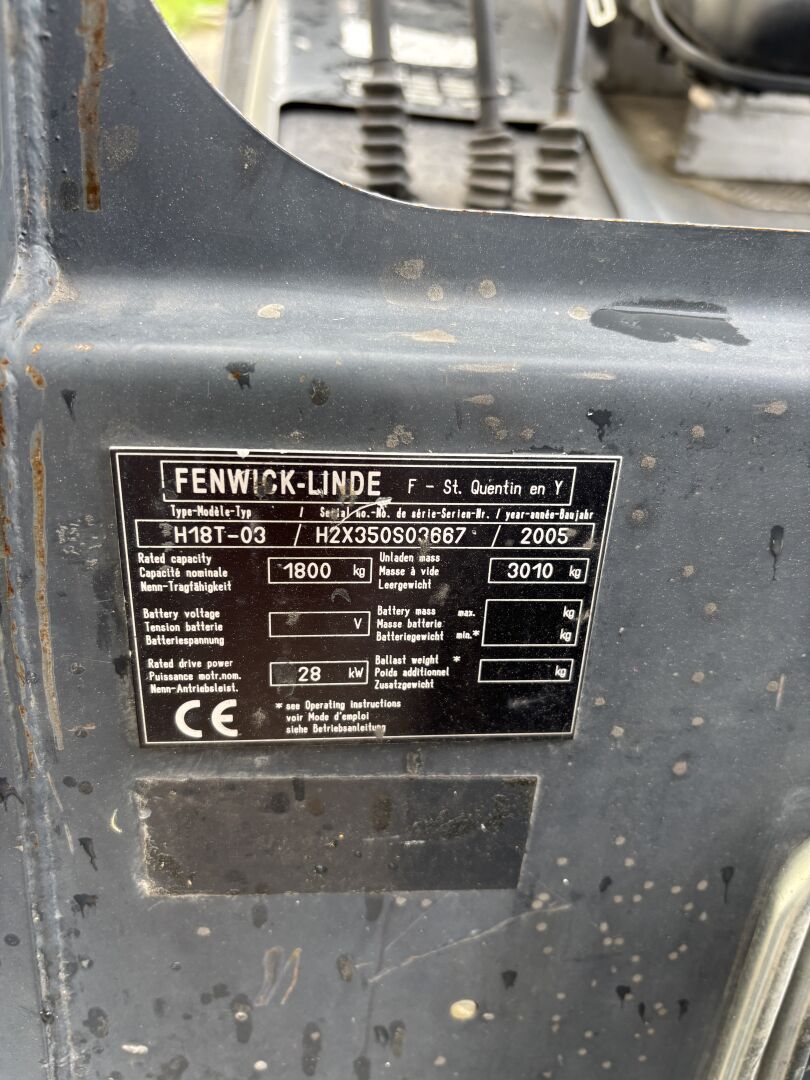 FENWICK-LINDE F - St. Quentin en Y
Type-Modèle-Typ / Serial no.-No. de série-Serien-Nr. / year-année-Baujahr
H18T-03 / H2X350S03667 / 2005
Rated capacity
Capacité nominale
Nenn-Tragfähigkeit
1800 kg
Unladen mass
Masse à vide
Leergewicht
3010 kg
Battery voltage
Tension batterie
Batteriespannung
V
Battery mass max. kg
Masse batterie
Batteriegewicht min.* kg
Rated drive power
Puissance motr.nom.
Nenn-Antriebsleist.
28 kW
Ballast weight *
Poids additionnel
Zusatzgewicht
kg
CE
* see Operating instructions
voir Mode d'emploi
siehe Betriebsanleitung